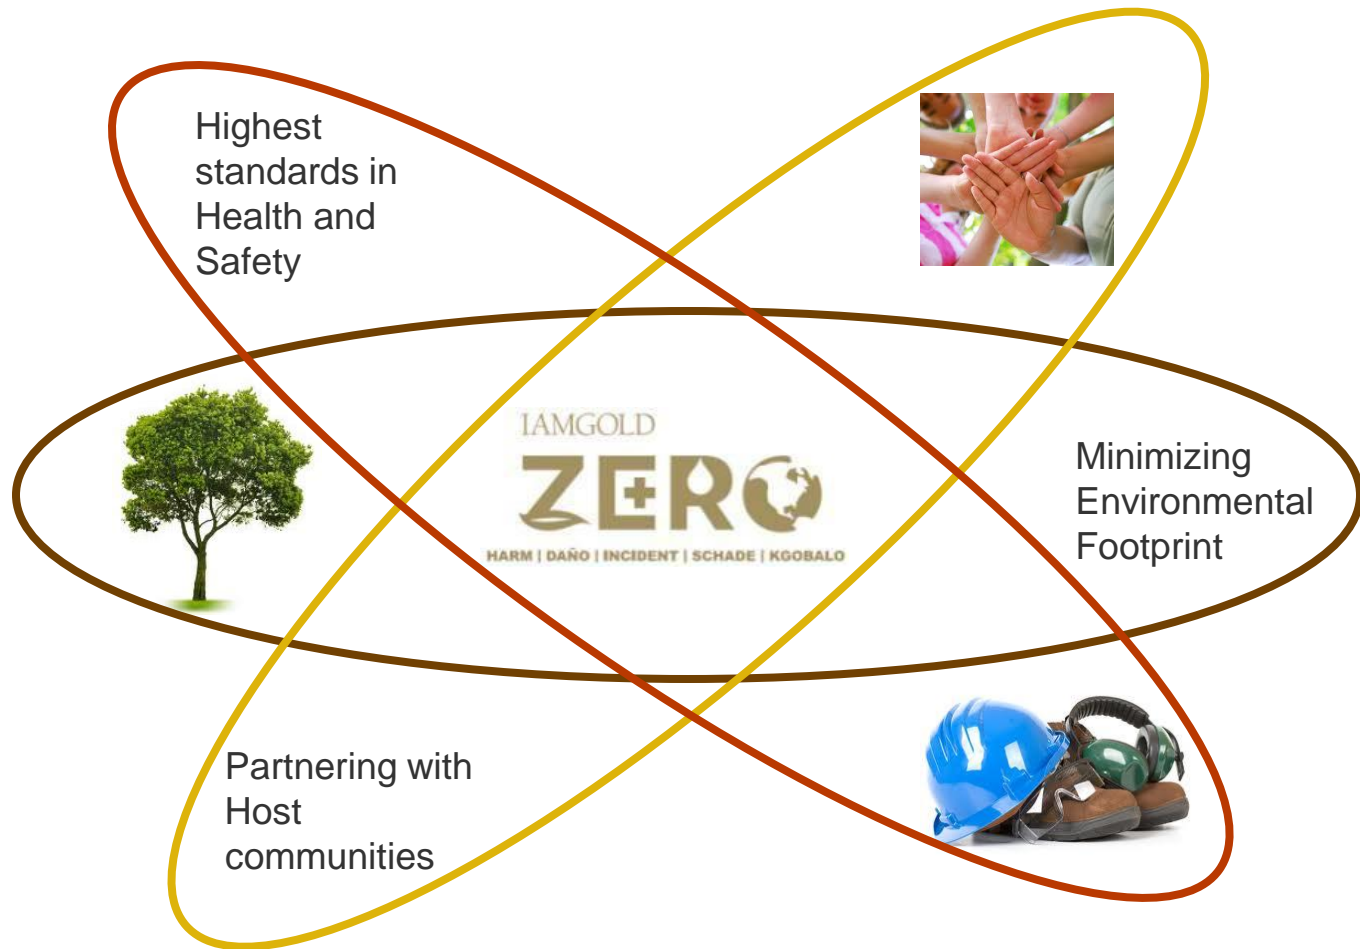 Highest
standards in
Health and
Safety
IAMGOLD
ZERO
HARM | DAÑO | INCIDENT | SCHADE | KGOBALO
Minimizing
Environmental
Footprint
Partnering with
Host
communities